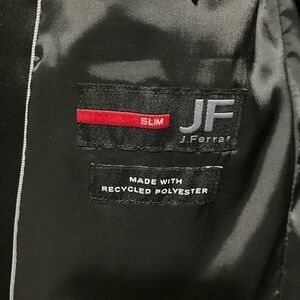 SLIM
JF
J.Ferrar
MADE WITH
RECYCLED POLYESTER